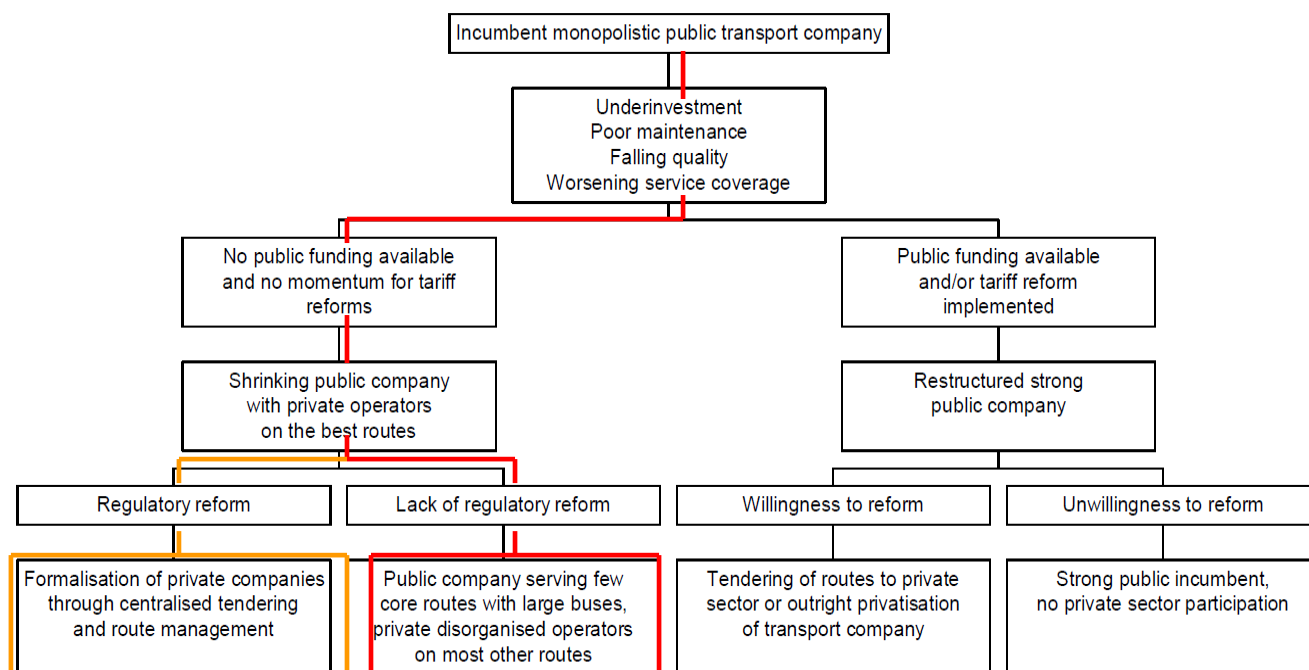 Incumbent monopolistic public transport company
Underinvestment
Poor maintenance
Falling quality
Worsening service coverage
No public funding available
and no momentum for tariff
reforms
Public funding available
and/or tariff reform
implemented
Shrinking public company
with private operators
on the best routes
Restructured strong
public company
Regulatory reform
Lack of regulatory reform
Willingness to reform
Unwillingness to reform
Formalisation of private companies
through centralised tendering
and route management
Public company serving few
core routes with large buses,
private disorganised operators
on most other routes
Tendering of routes to private
sector or outright privatisation
of transport company
Strong public incumbent,
no private sector participation